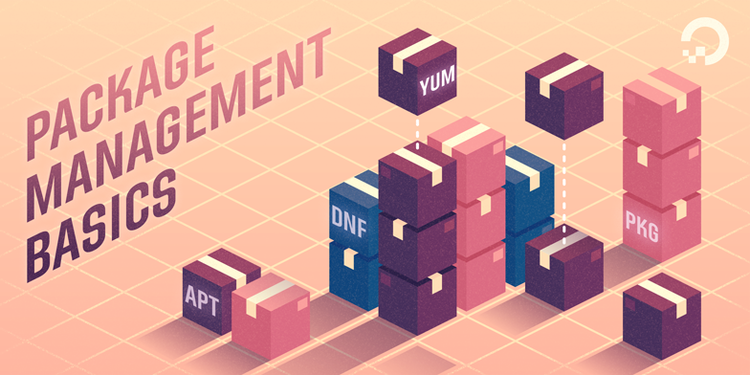 PACKAGE
MANAGEMENT
BASICS
YUM
DNF
PKG
APT